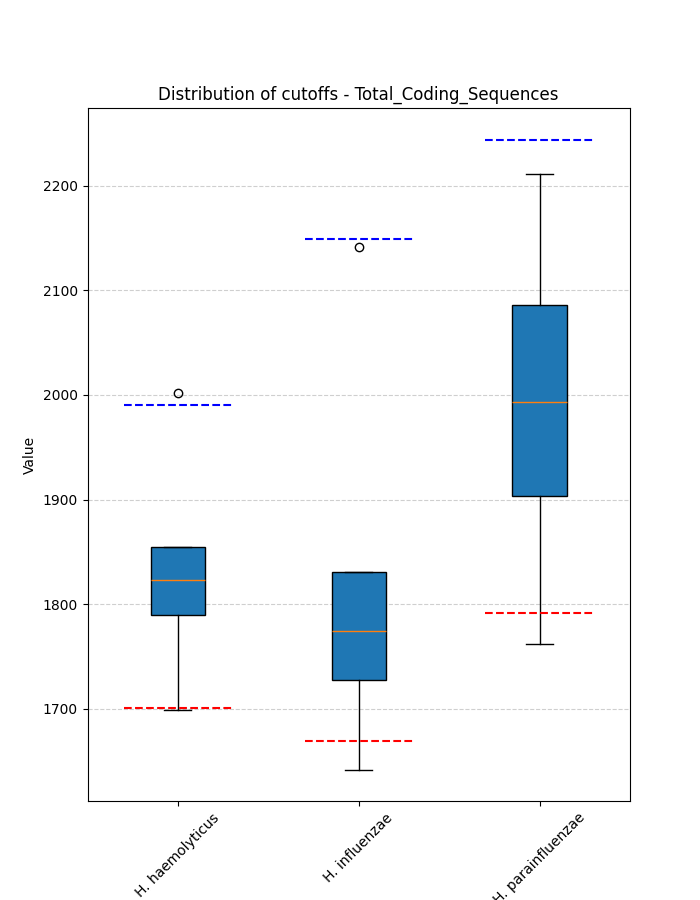 Distribution of cutoffs - Total_Coding_Sequences
Value
2200
2100
2000
1900
1800
1700
H. haemolyticus
H. influenzae
H. parainfluenzae